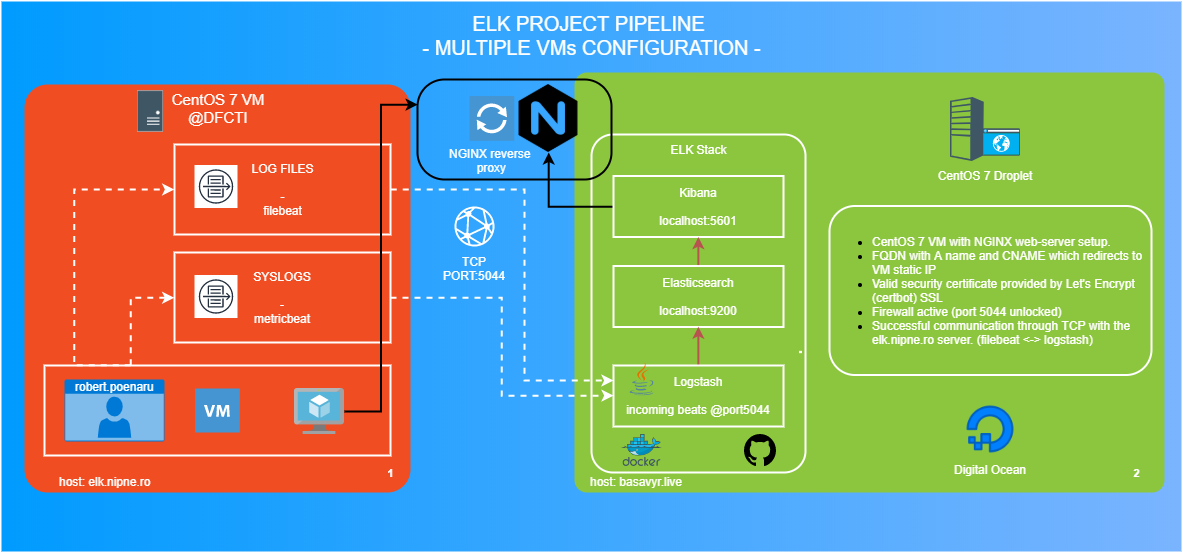 ELK PROJECT PIPELINE
- MULTIPLE VMs CONFIGURATION -
CentOS 7 VM
@DFCTI
LOG FILES
-
filebeat
SYSLOGS
-
metricbeat
robert.poenaru
VM
1
host: elk.nipne.ro
N
NGINX reverse
proxy
TCP
PORT:5044
ELK Stack
Kibana
localhost:5601
Elasticsearch
localhost:9200
Logstash
incoming beats @port5044
docker
host: basavyr.live
CentOS 7 Droplet
• CentOS 7 VM with NGINX web-server setup.
• FQDN with A name and CNAME which redirects to
VM static IP
• Valid security certificate provided by Let's Encrypt
(certbot) SSL
• Firewall active (port 5044 unlocked)
• Successful communication through TCP with the
elk.nipne.ro server. (filebeat <-> logstash)
Digital Ocean
2